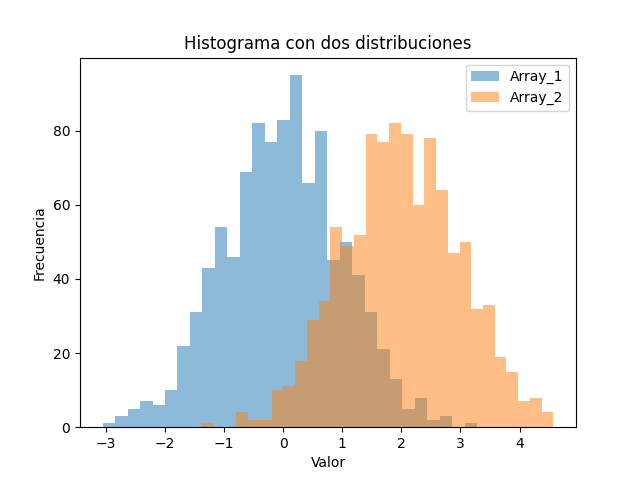 Histograma con dos distribuciones
Array_1
Array_2
Frecuencia
80
60
40
20
0
−3
−2
−1
0
1
2
3
4
Valor